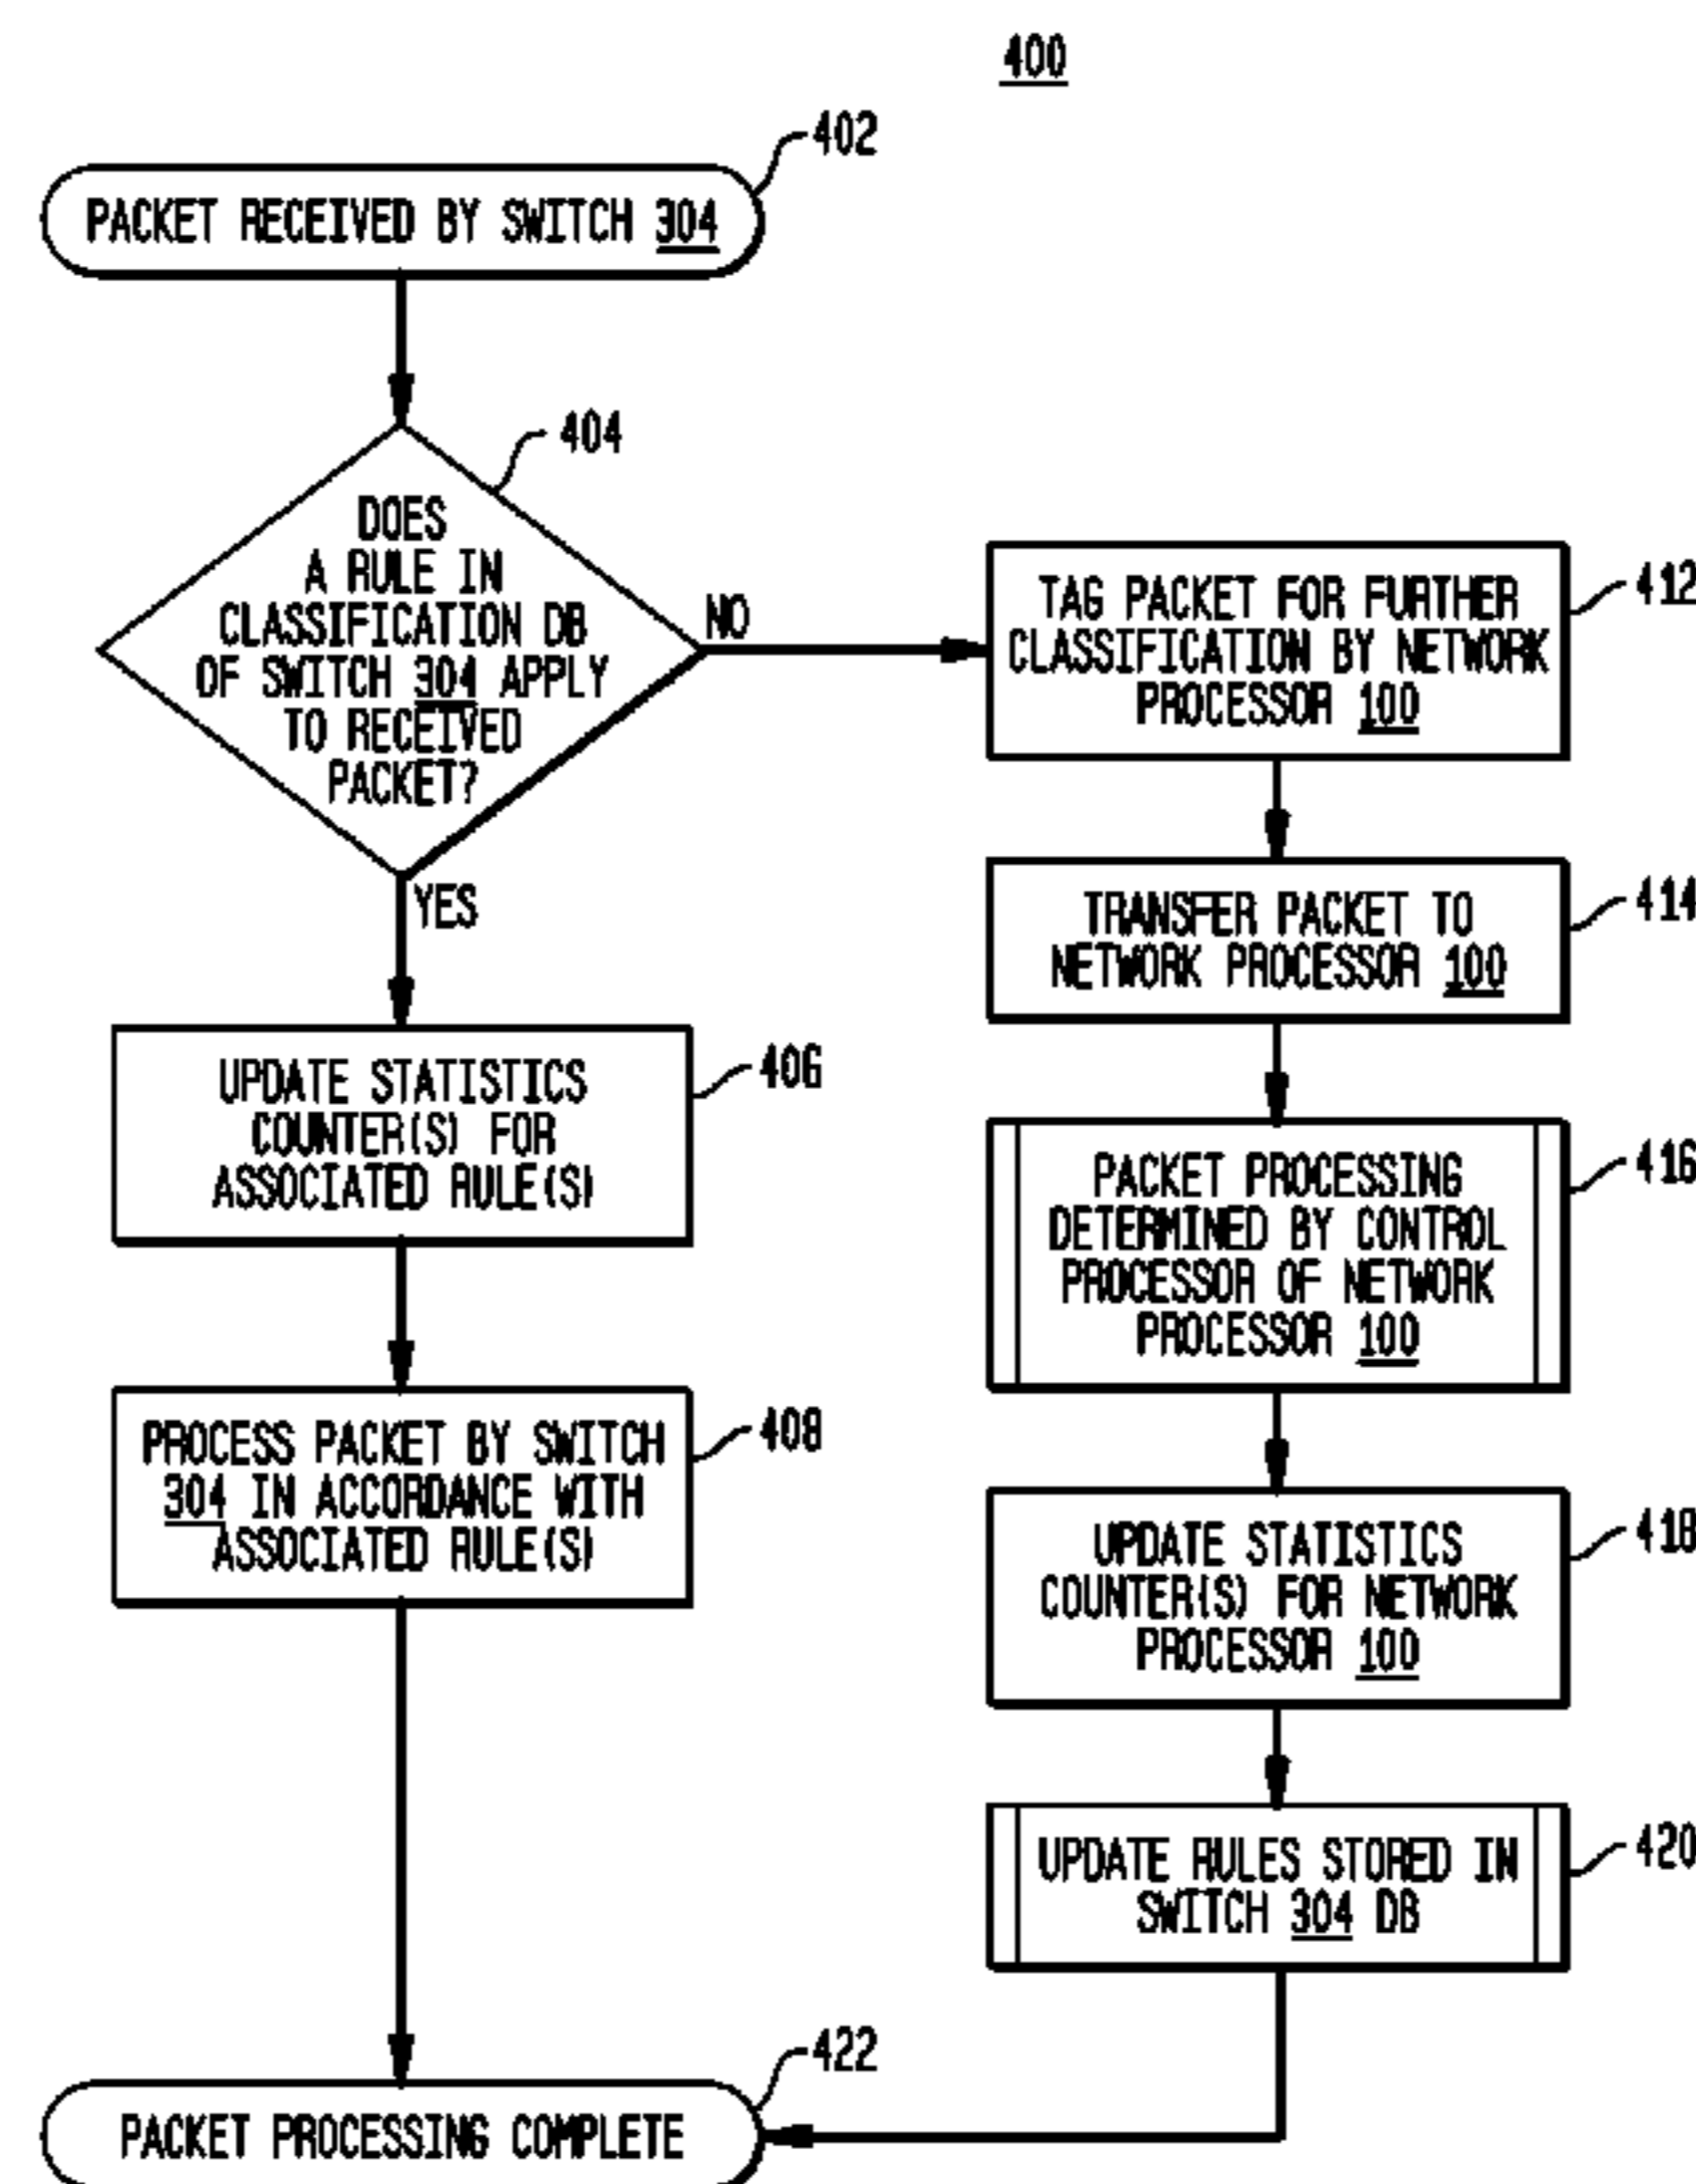 400
402
PACKET RECEIVED BY SWITCH 304
404
DOES
A RULE IN
CLASSIFICATION DB
OF SWITCH 304 APPLY
TO RECEIVED
PACKET?
NO
YES
406
UPDATE STATISTICS
COUNTER(S) FOR
ASSOCIATED RULE(S)
408
PROCESS PACKET BY SWITCH
304 IN ACCORDANCE WITH
ASSOCIATED RULE(S)
412
TAG PACKET FOR FURTHER
CLASSIFICATION BY NETWORK
PROCESSOR 100
414
TRANSFER PACKET TO
NETWORK PROCESSOR 100
416
PACKET PROCESSING
DETERMINED BY CONTROL
PROCESSOR OF NETWORK
PROCESSOR 100
418
UPDATE STATISTICS
COUNTER(S) FOR NETWORK
PROCESSOR 100
420
UPDATE RULES STORED IN
SWITCH 304 DB
422
PACKET PROCESSING COMPLETE